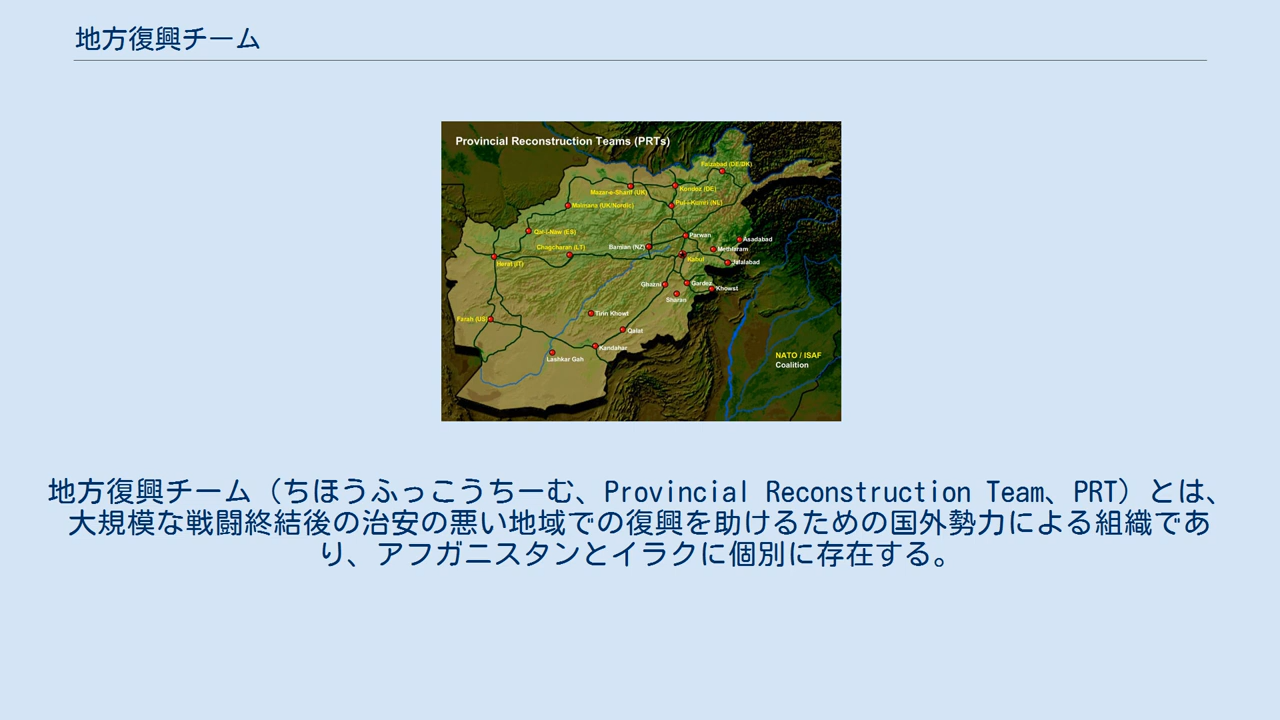 地方復興チーム
Provincial Reconstruction Teams (PRTs)
Faizabad (DE/DK)
Mazar-e-Sharif (UK)
Kondoz (DE)
Maimana (UK/Nordic)
Pul-i-Kumri (NL)
Qal-i-Naw (ES)
Parwan
Asadabad
Chagcharan (LT)
Bamian (NZ)
Methtaram
Herat (IT)
Kabul
Jalalabad
Ghazni
Gardez
Khowst
Sharan
Tirin Khowt
Farah (US)
Qalat
Kandahar
Lashkar Gah
NATO / ISAF
Coalition
地方復興チーム（ちほうふっこうちーむ、Provincial Reconstruction Team、PRT）とは、
大規模な戦闘終結後の治安の悪い地域での復興を助けるための国外勢力による組織であ
り、アフガニスタンとイラクに個別に存在する。